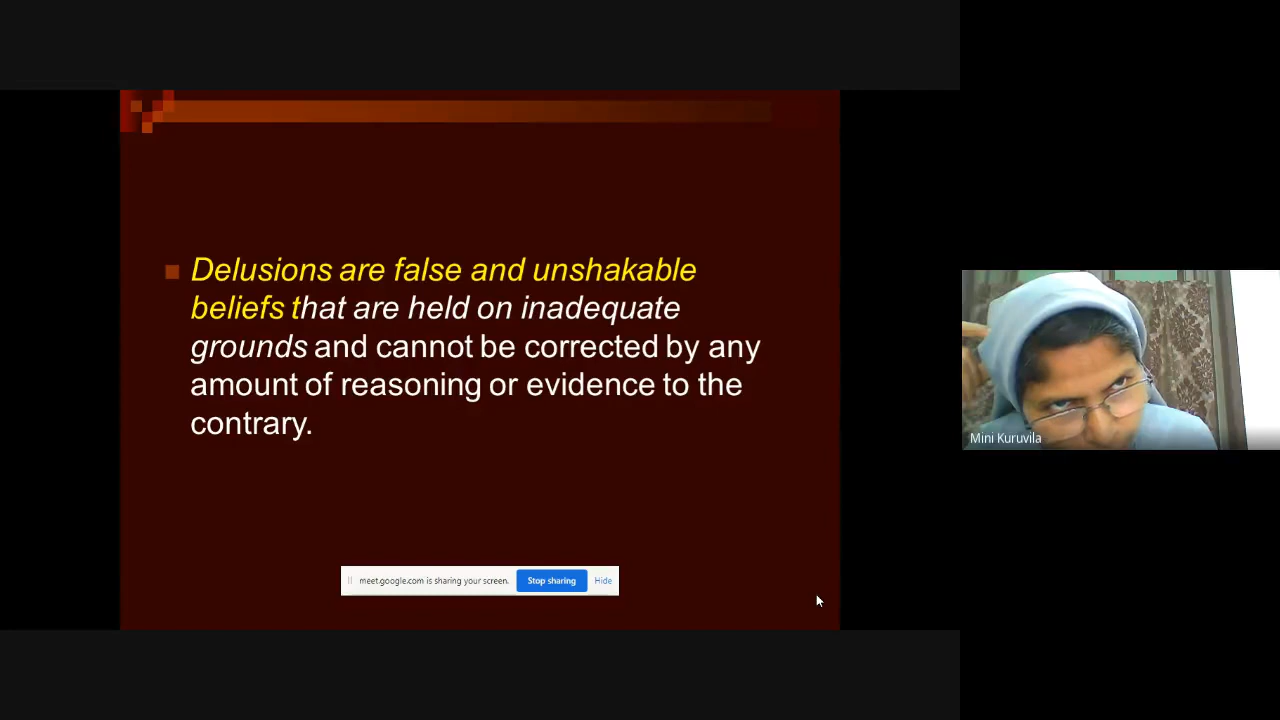 Delusions are false and unshakable
beliefs that are held on inadequate
grounds and cannot be corrected by any
amount of reasoning or evidence to the
contrary.
meet.google.com is sharing your screen. Stop sharing Hide
Mini Kuruvila